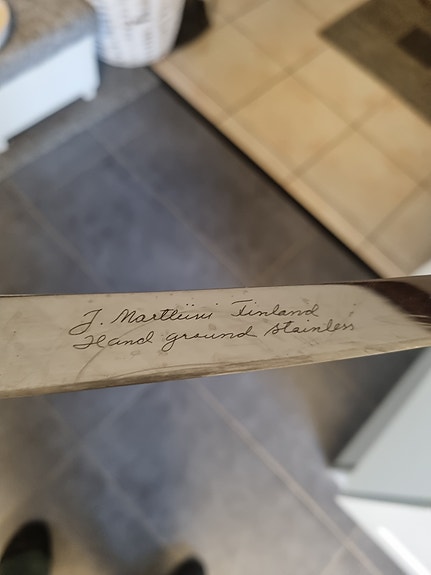 J. Marttiini Finland
Hand ground stainless